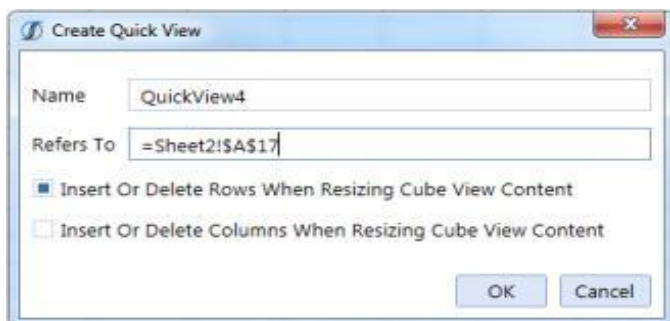 Create Quick View
Name QuickView4
Refers To =Sheet2!$A$17
Insert Or Delete Rows When Resizing Cube View Content
Insert Or Delete Columns When Resizing Cube View Content
OK Cancel